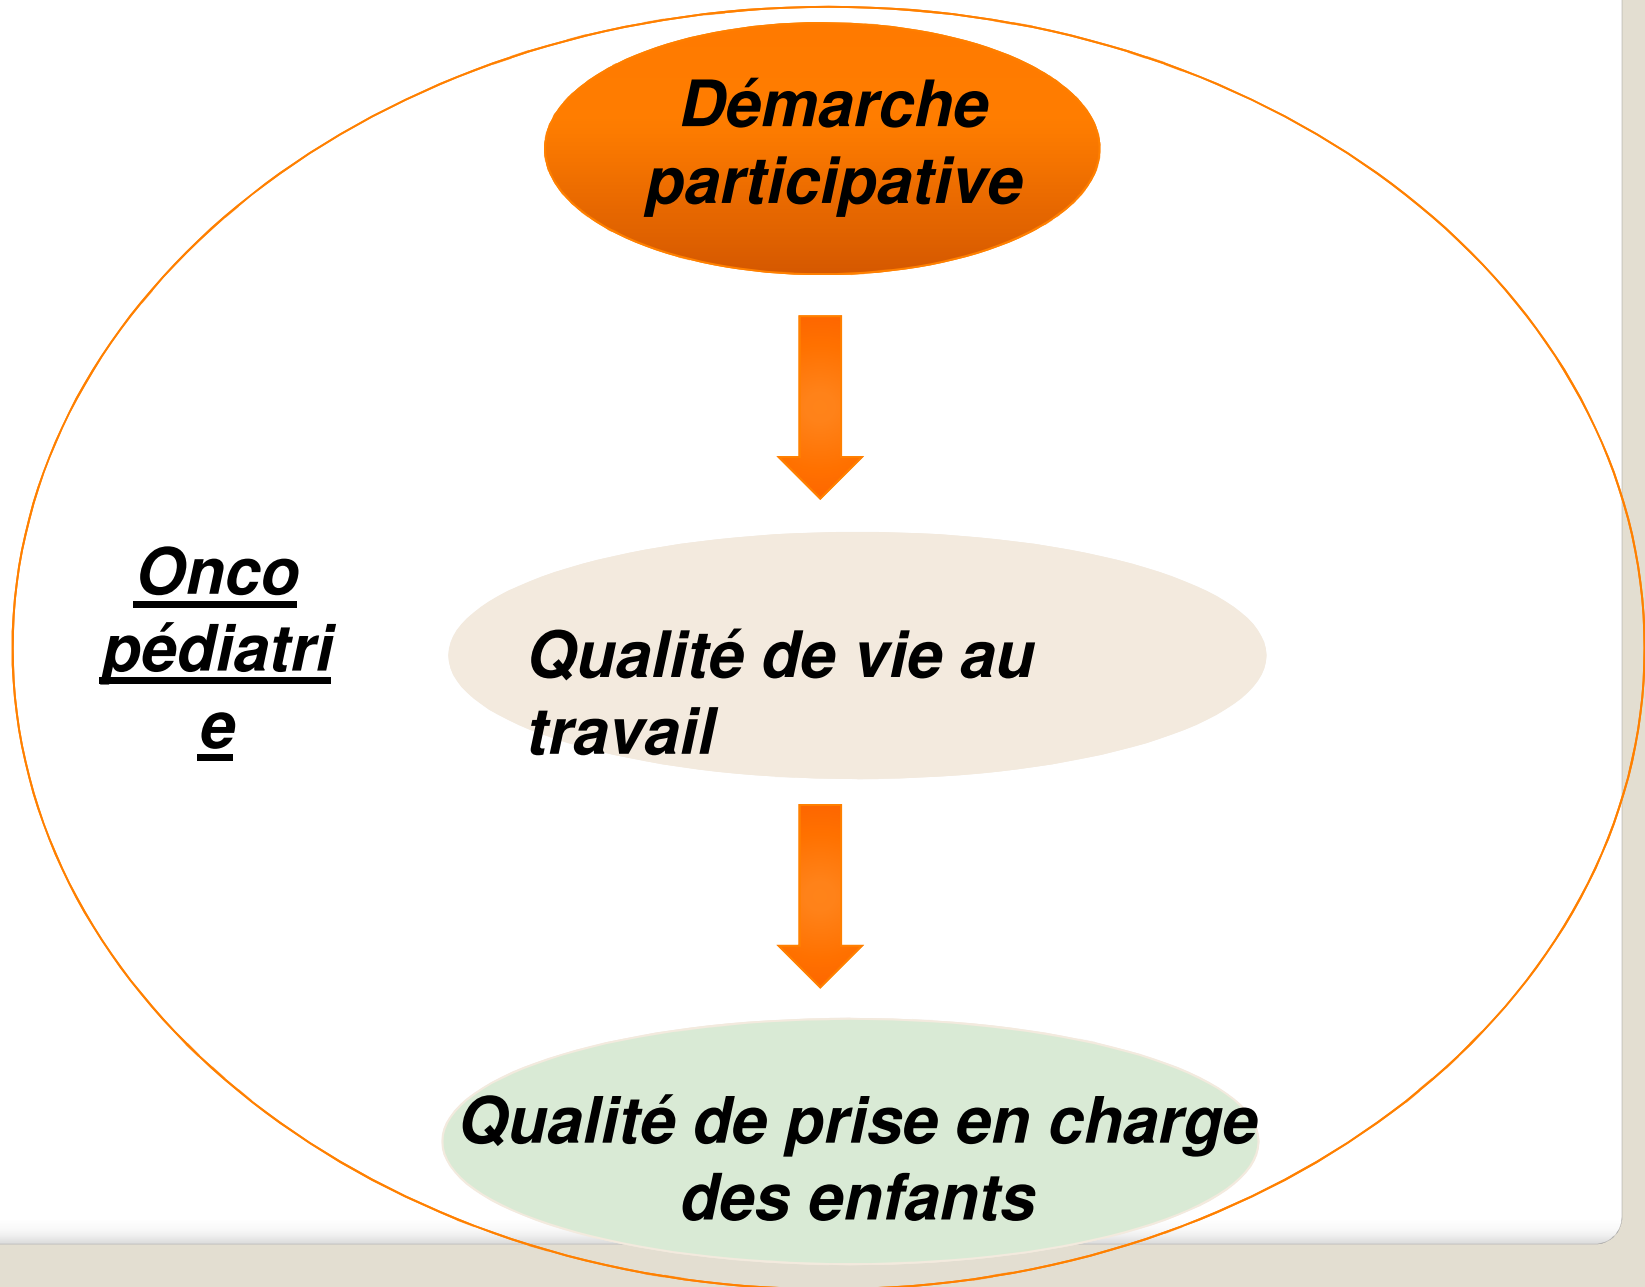 Démarche
participative
Onco
pédiatri
e
Qualité de vie au
travail
Qualité de prise en charge
des enfants